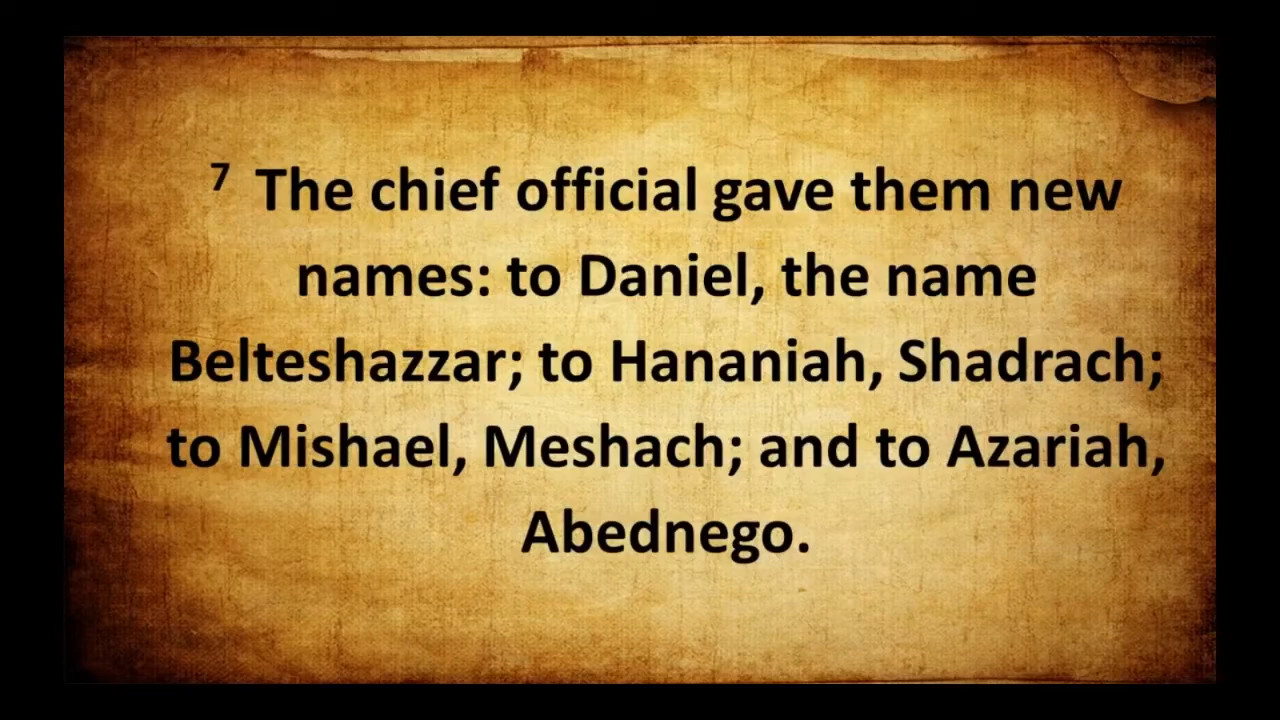 7 The chief official gave them new
names: to Daniel, the name
Belteshazzar; to Hananiah, Shadrach;
to Mishael, Meshach; and to Azariah,
Abednego.